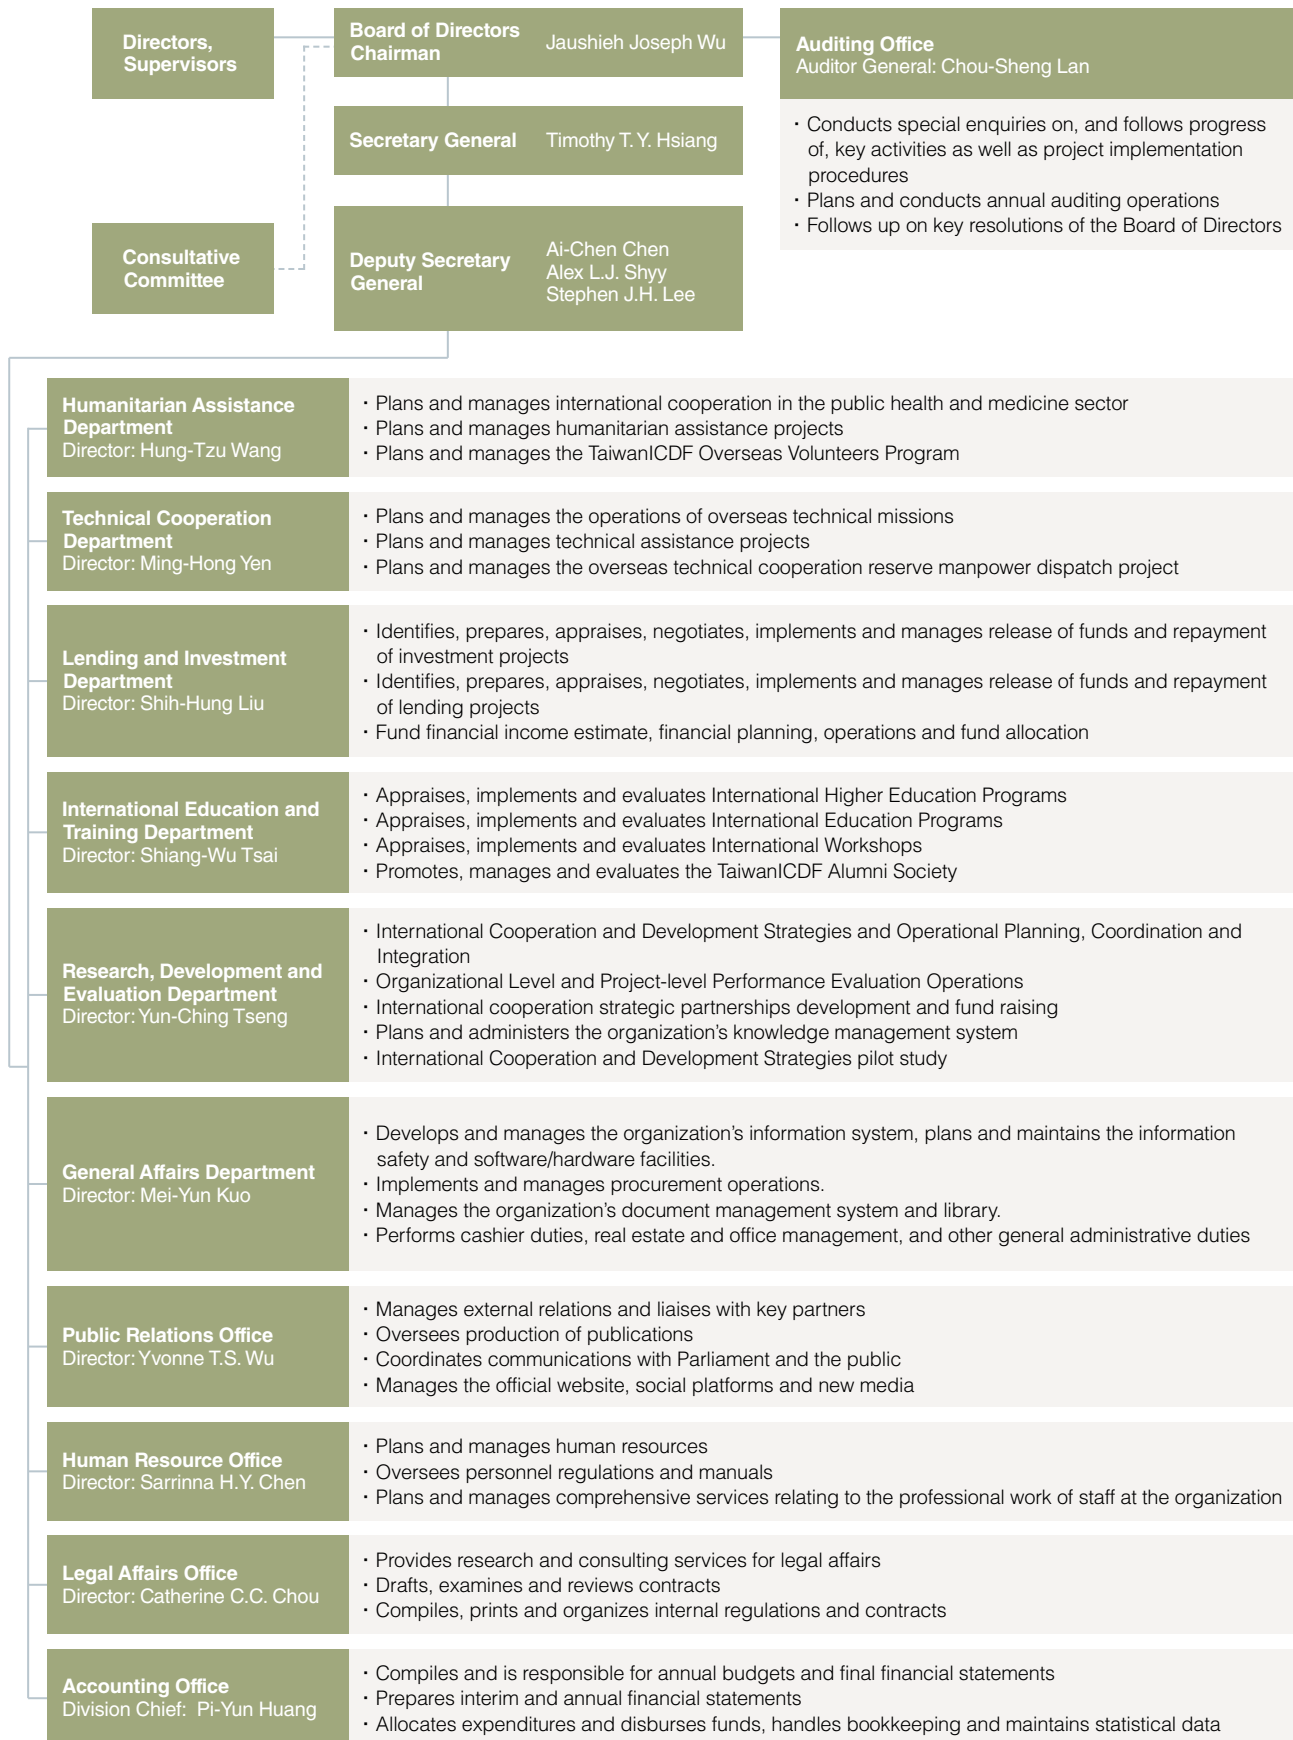 Directors,
Supervisors
Board of Directors
Chairman
Jaushieh Joseph Wu
Auditing Office
Auditor General: Chou-Sheng Lan
· Conducts special enquiries on, and follows progress
of, key activities as well as project implementation
procedures
· Plans and conducts annual auditing operations
· Follows up on key resolutions of the Board of Directors
Secretary General
Timothy T. Y. Hsiang
Consultative
Committee
Deputy Secretary
General
Ai-Chen Chen
Alex L.J. Shyy
Stephen J.H. Lee
Humanitarian Assistance
Department
Director: Hung-Tzu Wang
· Plans and manages international cooperation in the public health and medicine sector
· Plans and manages humanitarian assistance projects
· Plans and manages the TaiwanICDF Overseas Volunteers Program
Technical Cooperation
Department
Director: Ming-Hong Yen
· Plans and manages the operations of overseas technical missions
· Plans and manages technical assistance projects
· Plans and manages the overseas technical cooperation reserve manpower dispatch project
Lending and Investment
Department
Director: Shih-Hung Liu
· Identifies, prepares, appraises, negotiates, implements and manages release of funds and repayment
of investment projects
· Identifies, prepares, appraises, negotiates, implements and manages release of funds and repayment
of lending projects
· Fund financial income estimate, financial planning, operations and fund allocation
International Education and
Training Department
Director: Shiang-Wu Tsai
· Appraises, implements and evaluates International Higher Education Programs
· Appraises, implements and evaluates International Education Programs
· Appraises, implements and evaluates International Workshops
· Promotes, manages and evaluates the TaiwanICDF Alumni Society
Research, Development and
Evaluation Department
Director: Yun-Ching Tseng
· International Cooperation and Development Strategies and Operational Planning, Coordination and
Integration
· Organizational Level and Project-level Performance Evaluation Operations
· International cooperation strategic partnerships development and fund raising
· Plans and administers the organization's knowledge management system
· International Cooperation and Development Strategies pilot study
General Affairs Department
Director: Mei-Yun Kuo
· Develops and manages the organization's information system, plans and maintains the information
safety and software/hardware facilities.
· Implements and manages procurement operations.
· Manages the organization's document management system and library.
· Performs cashier duties, real estate and office management, and other general administrative duties
Public Relations Office
Director: Yvonne T.S. Wu
· Manages external relations and liaises with key partners
· Oversees production of publications
· Coordinates communications with Parliament and the public
· Manages the official website, social platforms and new media
Human Resource Office
Director: Sarrinna H.Y. Chen
· Plans and manages human resources
· Oversees personnel regulations and manuals
· Plans and manages comprehensive services relating to the professional work of staff at the organization
Legal Affairs Office
Director: Catherine C.C. Chou
· Provides research and consulting services for legal affairs
· Drafts, examines and reviews contracts
· Compiles, prints and organizes internal regulations and contracts
Accounting Office
Division Chief: Pi-Yun Huang
· Compiles and is responsible for annual budgets and final financial statements
· Prepares interim and annual financial statements
· Allocates expenditures and disburses funds, handles bookkeeping and maintains statistical data